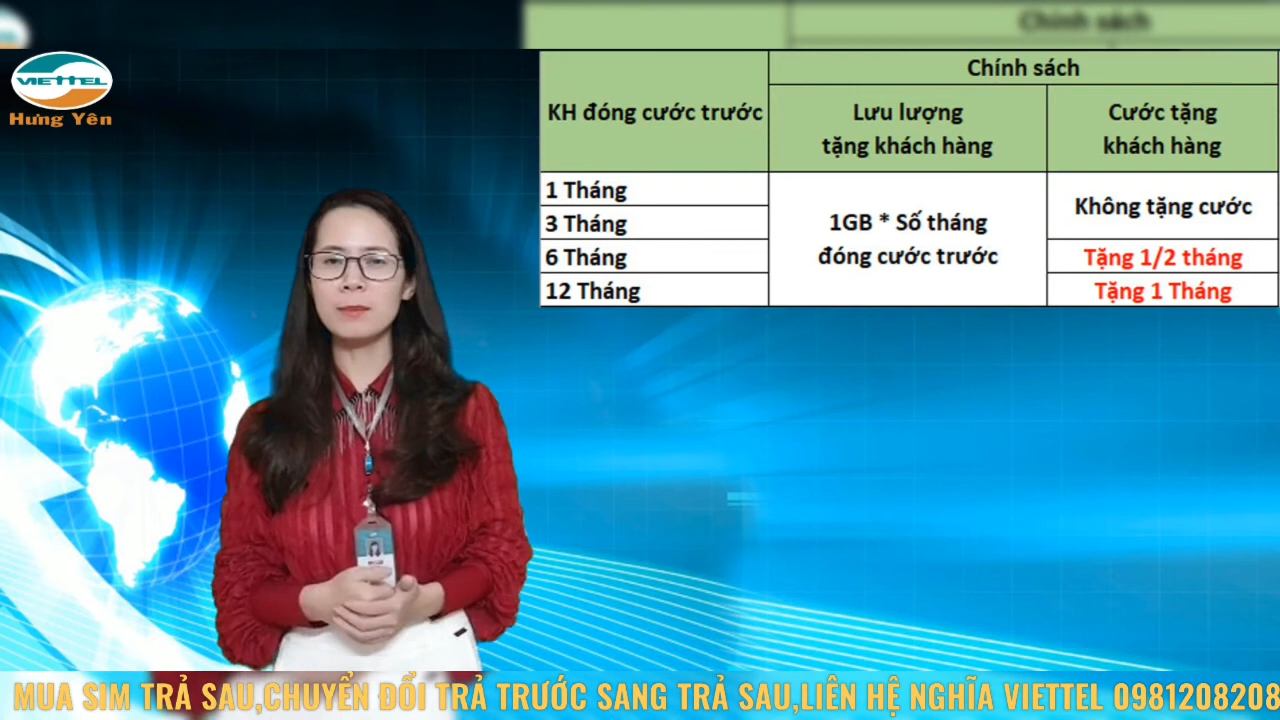 Chính sách
VIETTEL
Hưng Yên
Chính sách
KH đóng cước trước
Lưu lượng
tặng khách hàng
Cước tặng
khách hàng
1 Tháng
3 Tháng
6 Tháng
12 Tháng
1GB * Số tháng
đóng cước trước
Không tặng cước
Tặng 1/2 tháng
Tặng 1 Tháng
MUA SIM TRẢ SAU,CHUYỂN ĐỔI TRẢ TRƯỚC SANG TRẢ SAU,LIÊN HỆ NGHĨA VIETTEL 0981208208